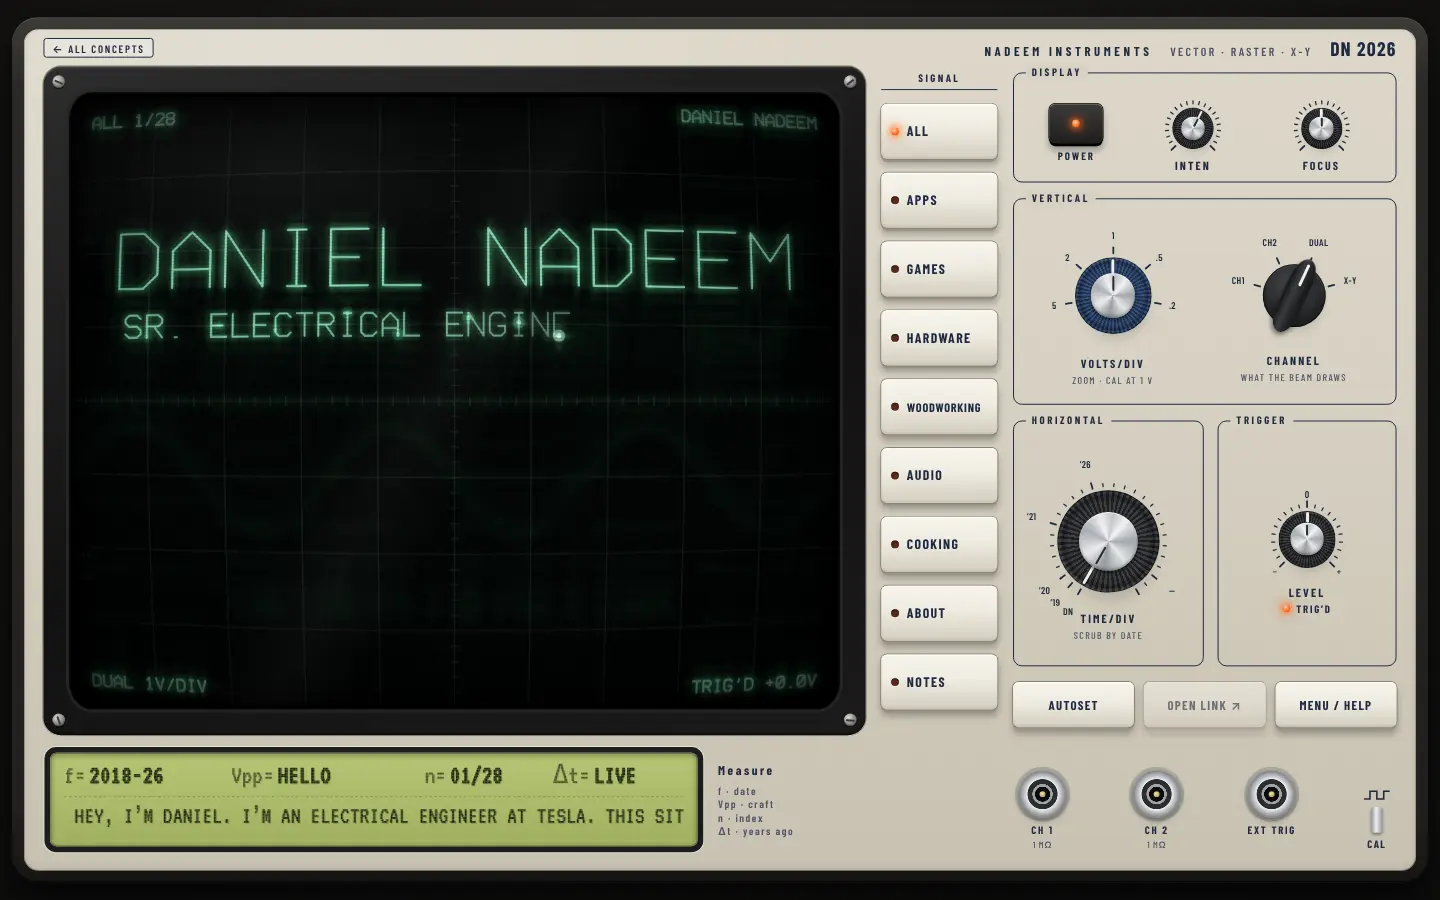 ← ALL CONCEPTS
NADEEM INSTRUMENTS VECTOR · RASTER · X-Y DN 2026
ALL 1/28
DANIEL NADEEM
DANIEL NADEEM
SR. ELECTRICAL ENGINE
DUAL 1V/DIV
TRIG'D +0.0V
SIGNAL
ALL
APPS
GAMES
HARDWARE
WOODWORKING
AUDIO
COOKING
ABOUT
NOTES
DISPLAY
POWER
INTEN
FOCUS
VERTICAL
5 2 1 .5 .2
VOLTS/DIV
ZOOM · CAL AT 1 V
CH1 CH2 DUAL X-Y
CHANNEL
WHAT THE BEAM DRAWS
HORIZONTAL
'26
'21
'20
'19
DN
–
TIME/DIV
SCRUB BY DATE
TRIGGER
0
– +
LEVEL
TRIG'D
AUTOSET
OPEN LINK ↗
MENU / HELP
f= 2018-26 Vpp= HELLO n= 01/28 Δt= LIVE
HEY, I'M DANIEL. I'M AN ELECTRICAL ENGINEER AT TESLA. THIS SIT
Measure
f · date
Vpp · craft
n · index
Δt · years ago
CH 1
1 MΩ
CH 2
1 MΩ
EXT TRIG
CAL